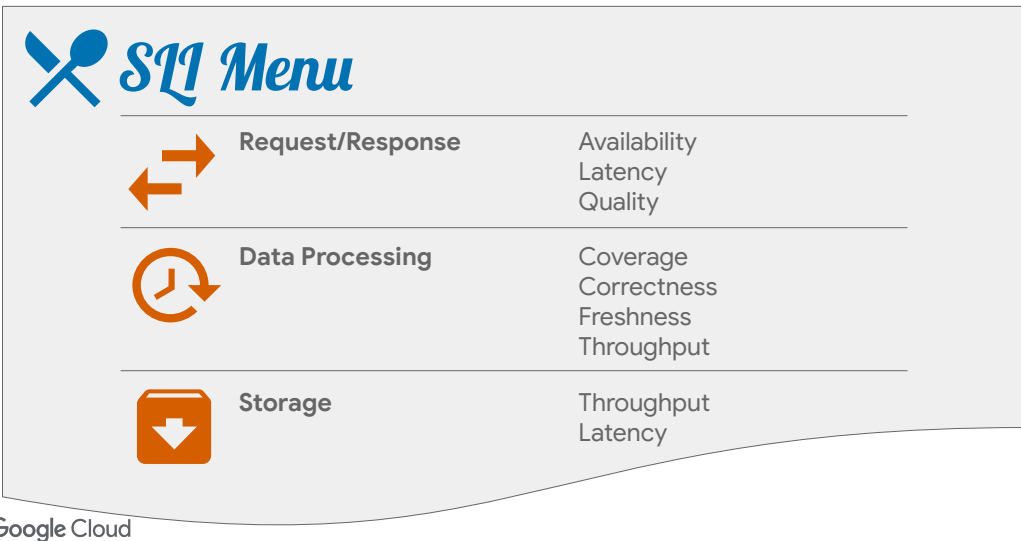 SLI Menu
Request/Response
Availability
Latency
Quality
Data Processing
Coverage
Correctness
Freshness
Throughput
Storage
Throughput
Latency
Google Cloud